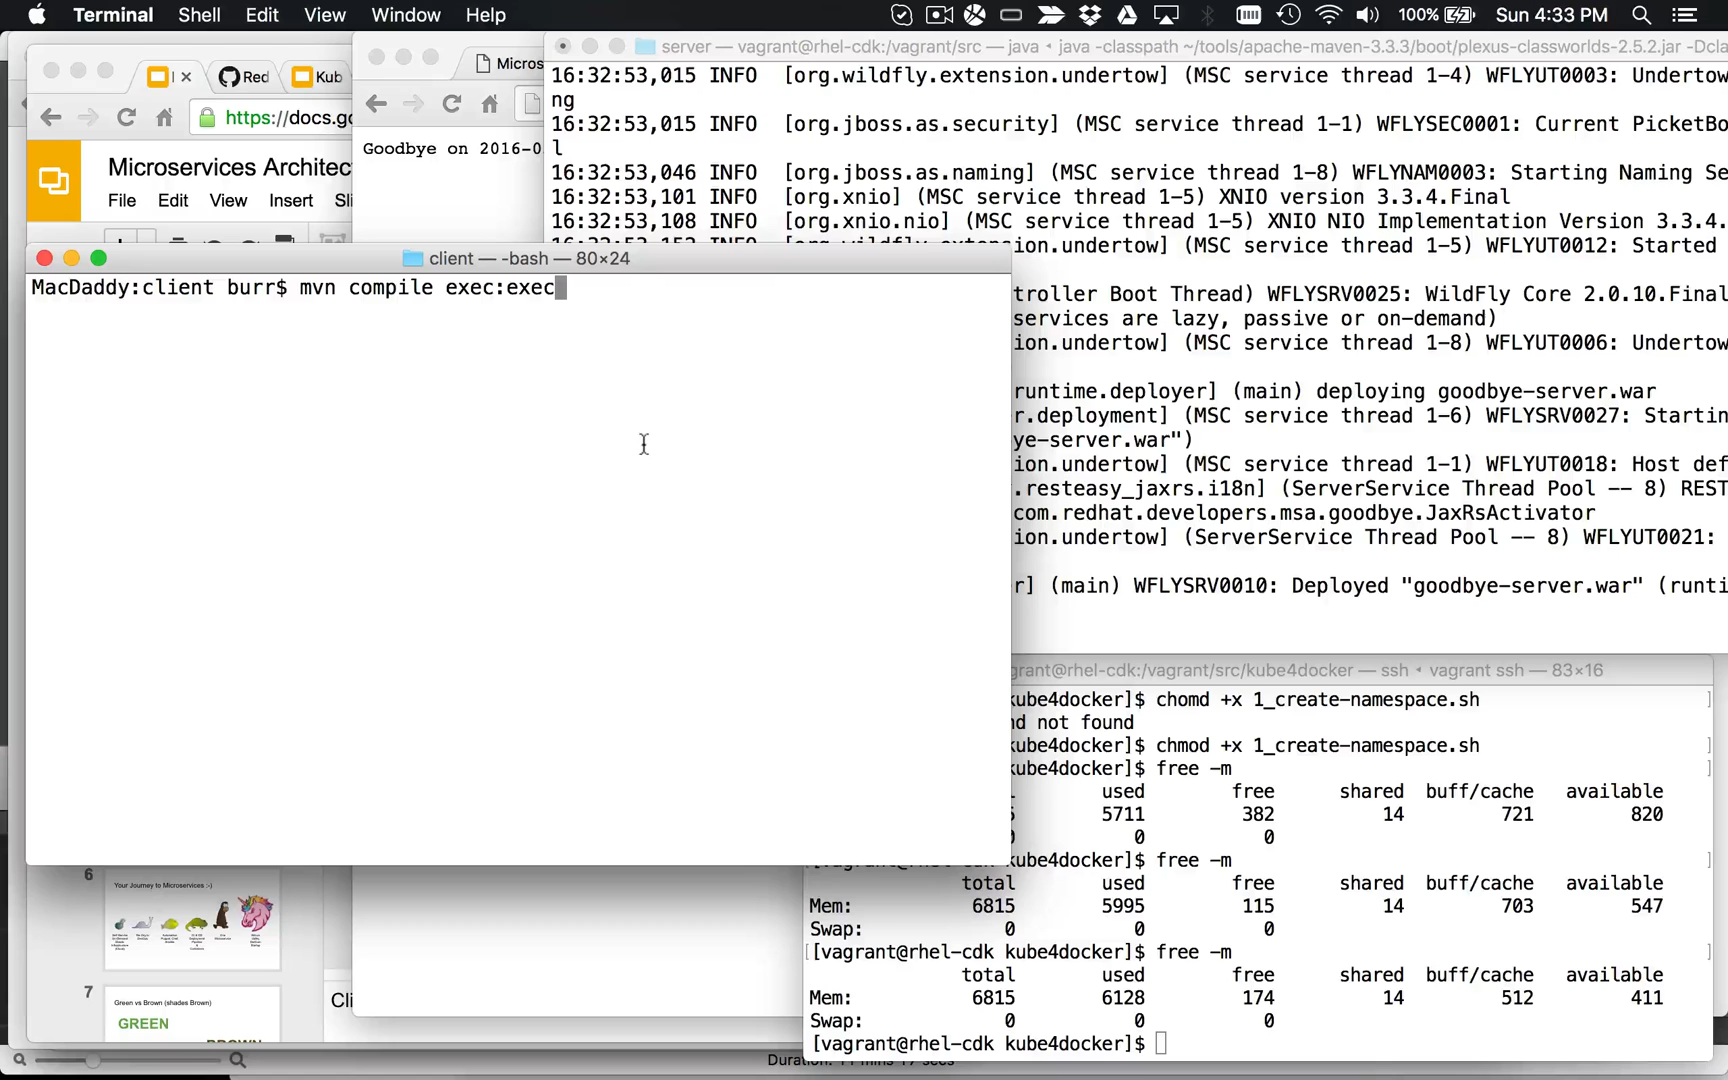 Terminal Shell Edit View Window Help 100% Sun 4:33 PM
server — vagrant@rhel-cdk:/vagrant/src — java ◂ java -classpath ~/tools/apache-maven-3.3.3/boot/plexus-classworlds-2.5.2.jar -Dcla
16:32:53,015 INFO [org.wildfly.extension.undertow] (MSC service thread 1-4) WFLYUT0003: Undertow
ng
16:32:53,015 INFO [org.jboss.as.security] (MSC service thread 1-1) WFLYSEC0001: Current PicketBo
l
16:32:53,046 INFO [org.jboss.as.naming] (MSC service thread 1-8) WFLYNAM0003: Starting Naming Se
16:32:53,101 INFO [org.xnio] (MSC service thread 1-5) XNIO version 3.3.4.Final
16:32:53,108 INFO [org.xnio.nio] (MSC service thread 1-5) XNIO NIO Implementation Version 3.3.4.
(MSC service thread 1-5) WFLYUT0012: Started
troller Boot Thread) WFLYSRV0025: WildFly Core 2.0.10.Final
services are lazy, passive or on-demand)
ion.undertow] (MSC service thread 1-8) WFLYUT0006: Undertow
runtime.deployer] (main) deploying goodbye-server.war
r.deployment] (MSC service thread 1-6) WFLYSRV0027: Startin
ye-server.war")
ion.undertow] (MSC service thread 1-1) WFLYUT0018: Host def
.resteasy_jaxrs.i18n] (ServerService Thread Pool -- 8) REST
com.redhat.developers.msa.goodbye.JaxRsActivator
ion.undertow] (ServerService Thread Pool -- 8) WFLYUT0021:
r] (main) WFLYSRV0010: Deployed "goodbye-server.war" (runti
Red Kub
https://docs.go
Microservices Architect
File Edit View Insert Sli
Micros
Goodbye on 2016-0
client — -bash — 80×24
MacDaddy:client burr$ mvn compile exec:exec
grant@rhel-cdk:/vagrant/src/kube4docker — ssh ◂ vagrant ssh — 83×16
kube4docker]$ chomd +x 1_create-namespace.sh
nd not found
kube4docker]$ chmod +x 1_create-namespace.sh
kube4docker]$ free -m
used free shared buff/cache available
5711 382 14 721 820
0 0
kube4docker]$ free -m
total used free shared buff/cache available
Mem: 6815 5995 115 14 703 547
Swap: 0 0 0
[vagrant@rhel-cdk kube4docker]$ free -m
total used free shared buff/cache available
Mem: 6815 6128 174 14 512 411
Swap: 0 0 0
[vagrant@rhel-cdk kube4docker]$
6
Your Journey to Microservices :-)
7
Green vs Brown (shades Brown)
GREEN
Cli